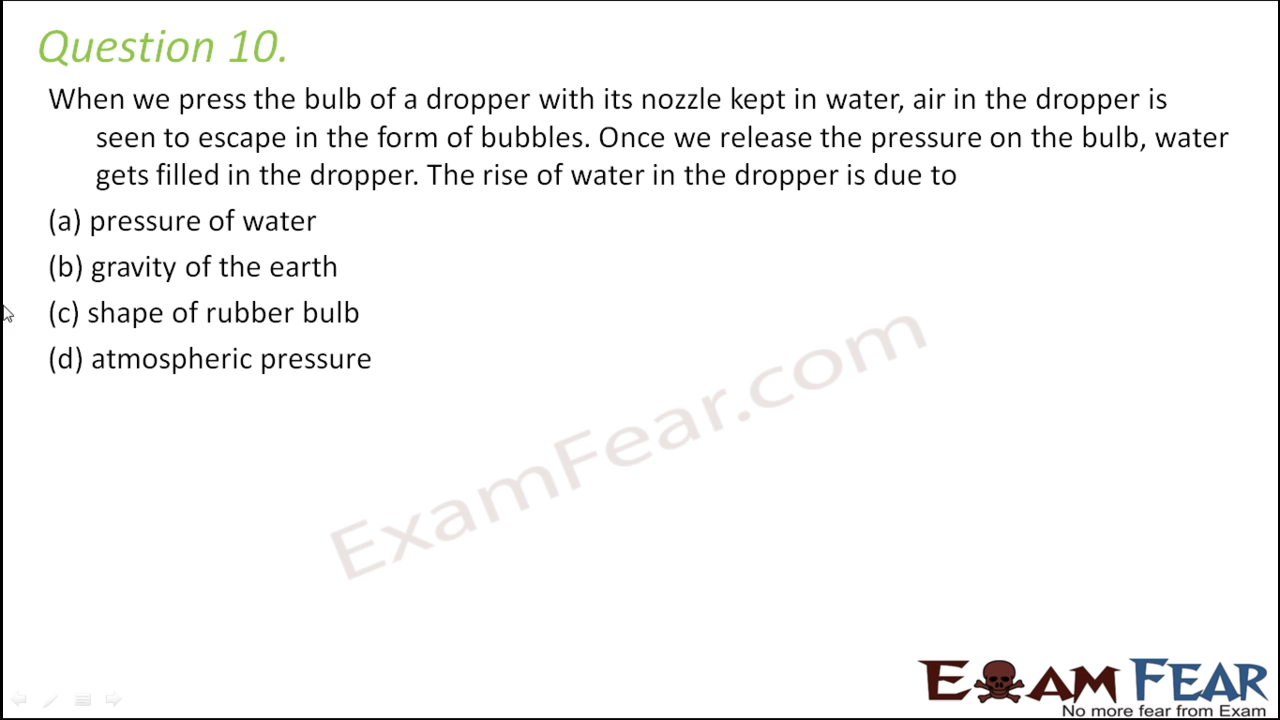 Question 10.
When we press the bulb of a dropper with its nozzle kept in water, air in the dropper is
seen to escape in the form of bubbles. Once we release the pressure on the bulb, water
gets filled in the dropper. The rise of water in the dropper is due to
(a) pressure of water
(b) gravity of the earth
(c) shape of rubber bulb
(d) atmospheric pressure
ExamFear.com
EXAM FEAR
No more fear from Exam